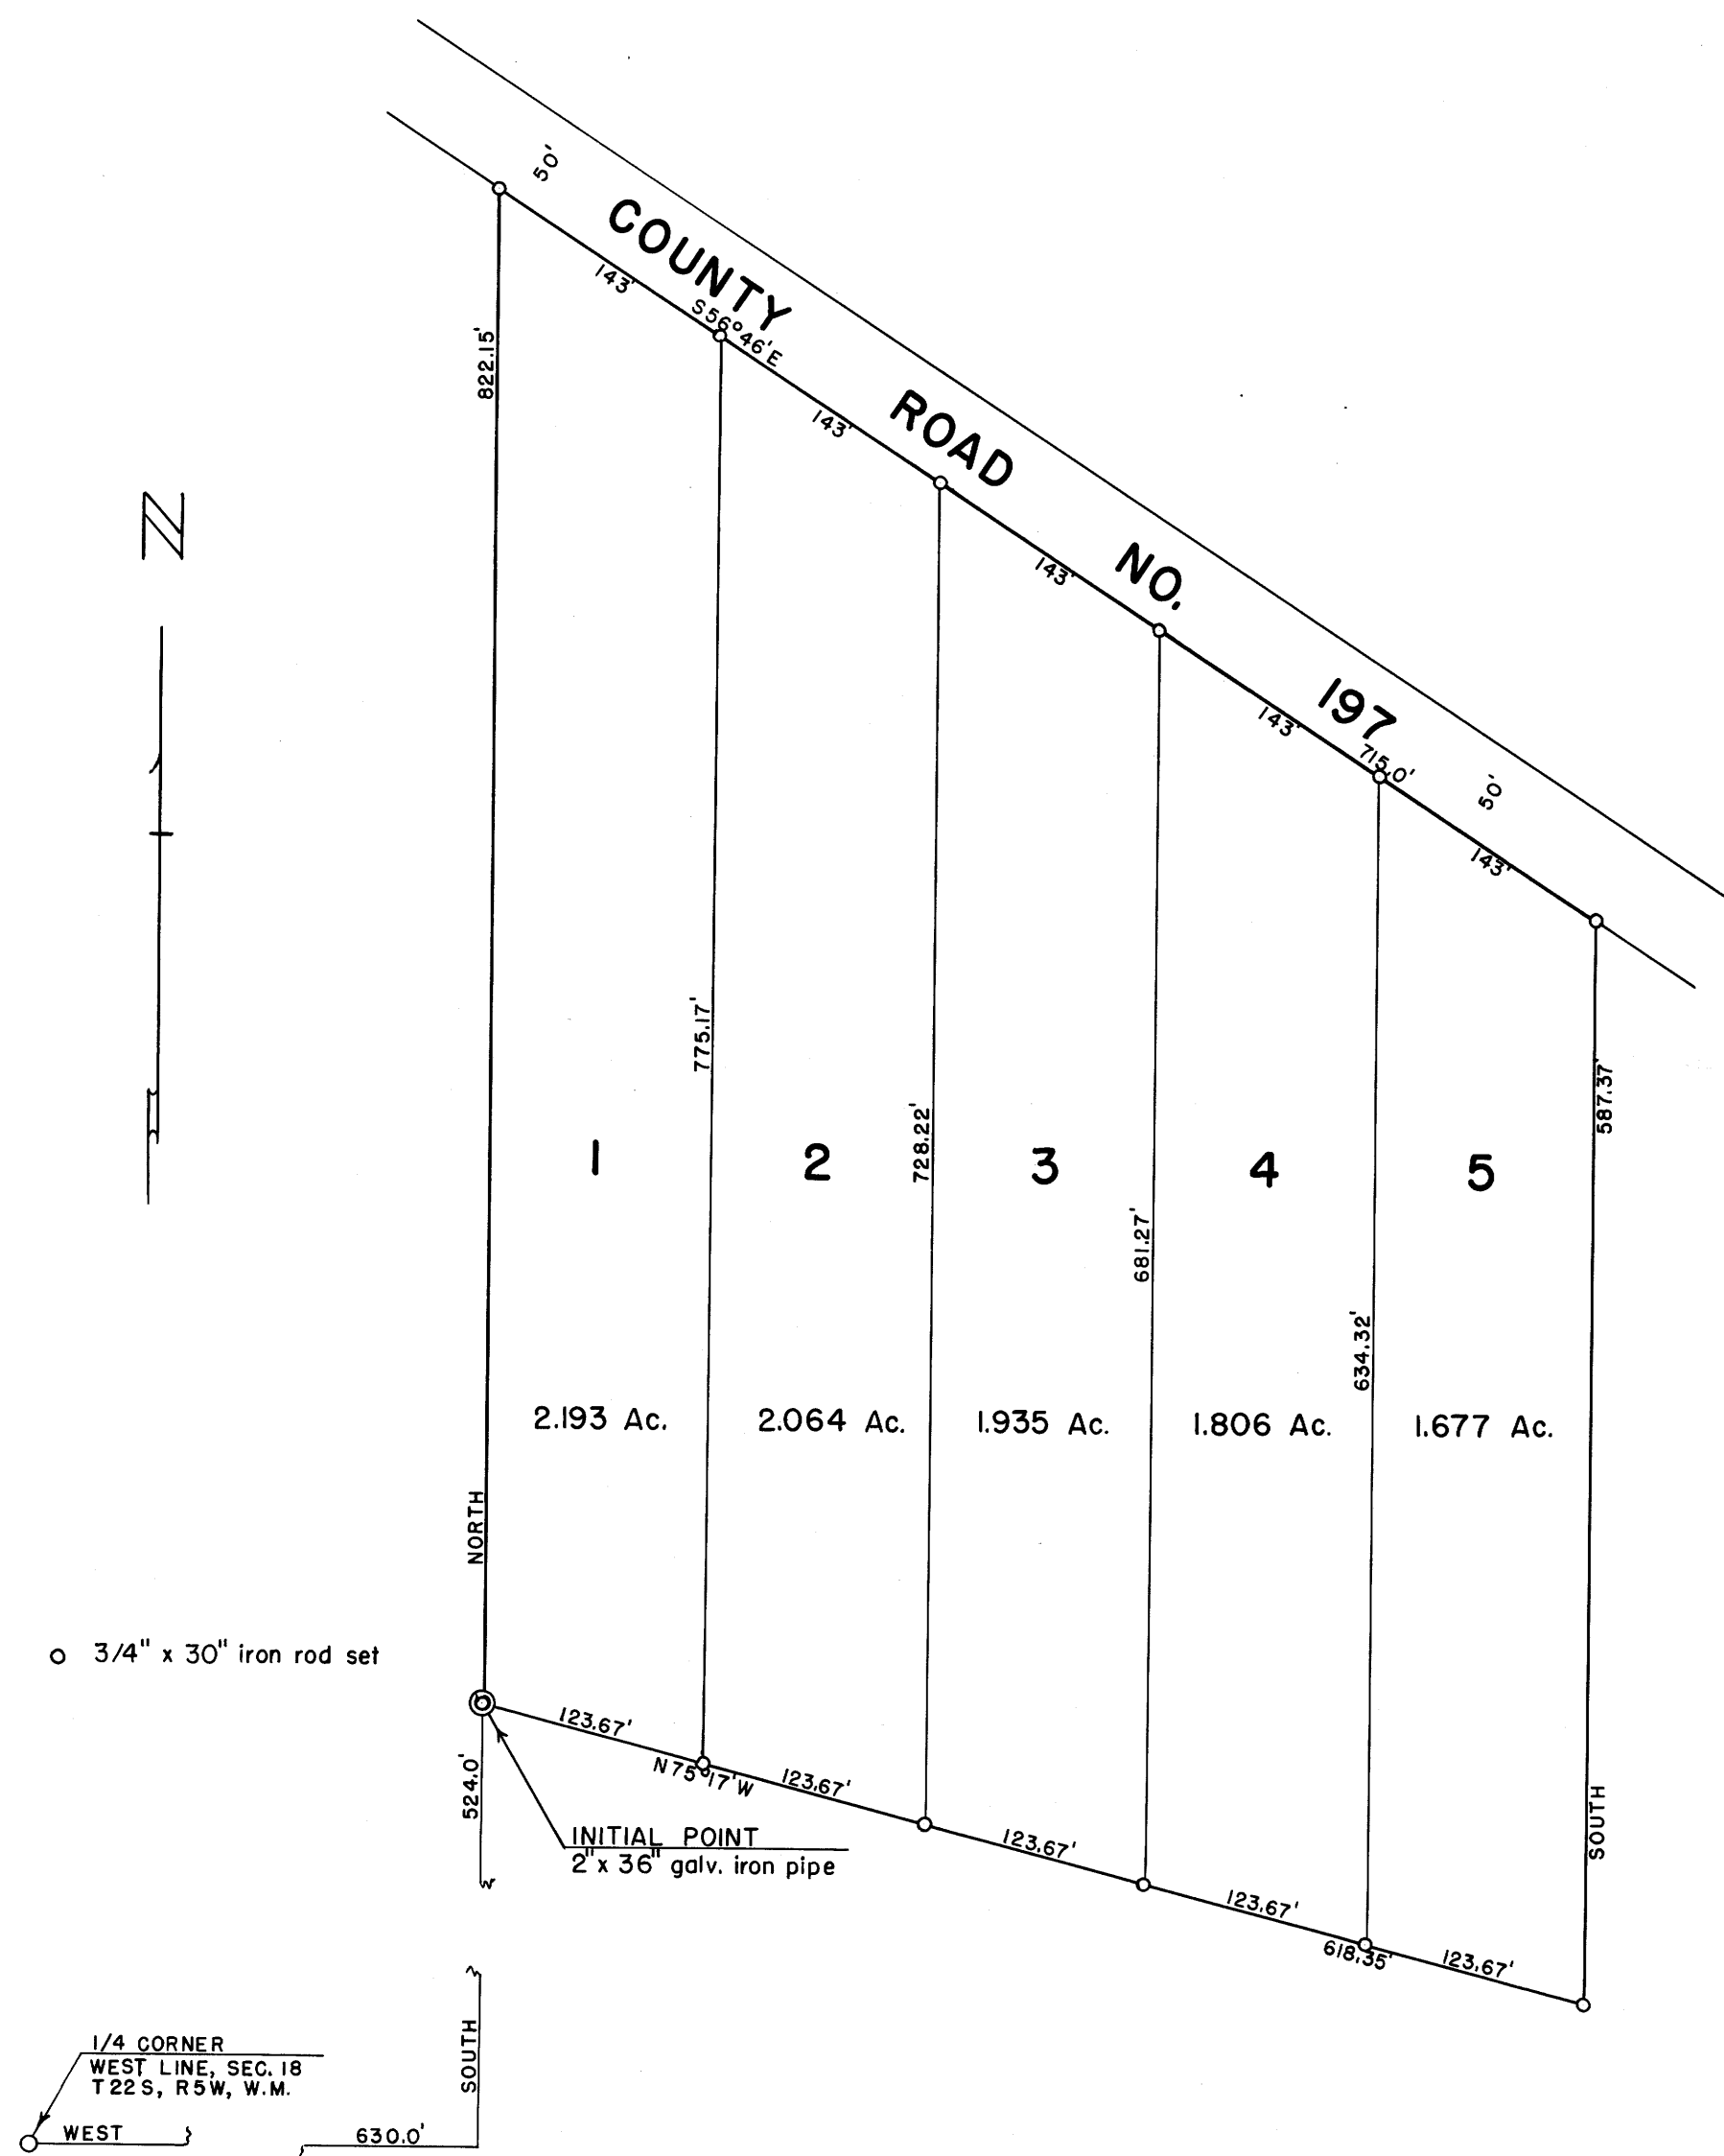 50'
COUNTY ROAD NO. 197
143'
S56°46'E
143'
143'
143'
715.0'
50'
143'
822.15'
N
775.17'
728.22'
681.27'
634.32'
587.37'
1
2
3
4
5
2.193 Ac.
2.064 Ac.
1.935 Ac.
1.806 Ac.
1.677 Ac.
NORTH
SOUTH
3/4" x 30" iron rod set
123.67'
N75°17'W
123.67'
123.67'
123.67'
618.35'
123.67'
524.0'
INITIAL POINT
2" x 36" galv. iron pipe
SOUTH
1/4 CORNER
WEST LINE, SEC. 18
T22S, R5W, W.M.
WEST
630.0'